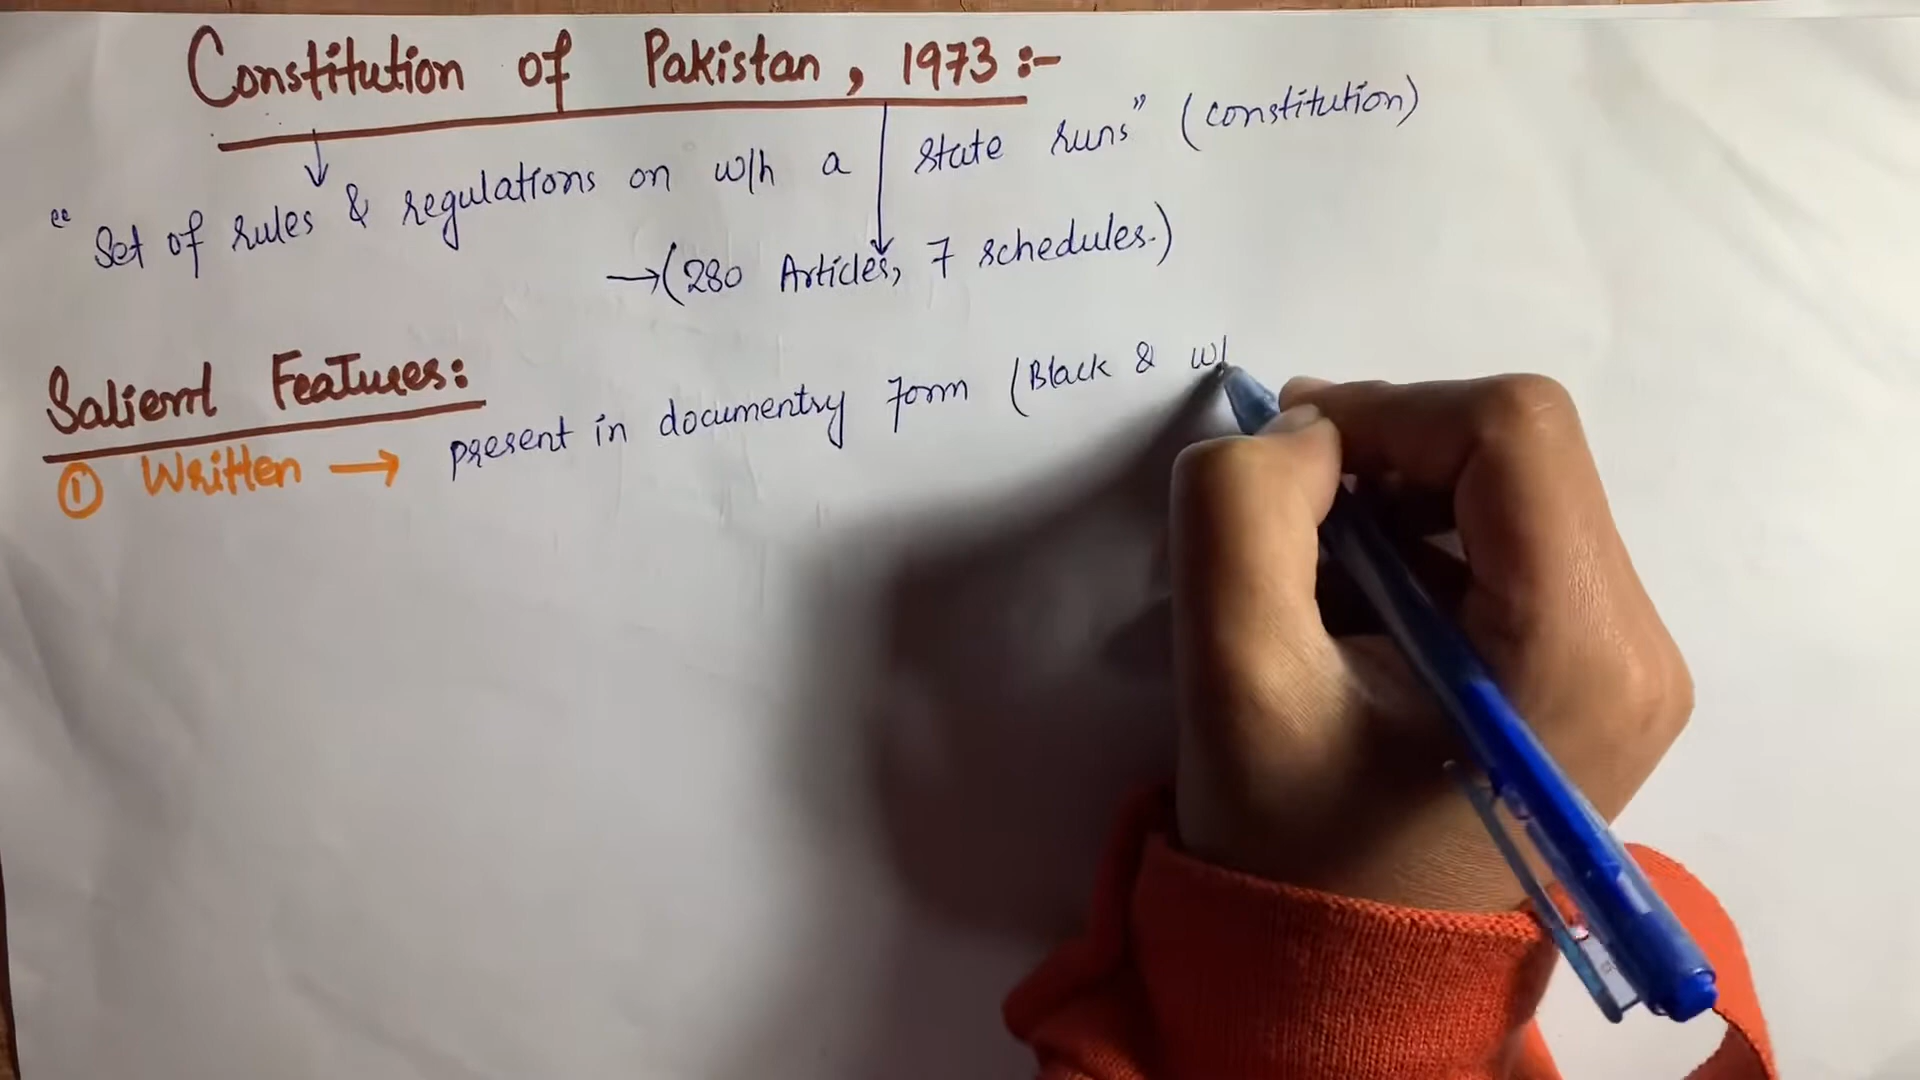 Constitution of Pakistan, 1973:-
“Set of rules & regulations on w/h a state runs” (constitution)
→(280 Articles, 7 schedules.)
Salient Features:
① Written → present in documentry form (Black &